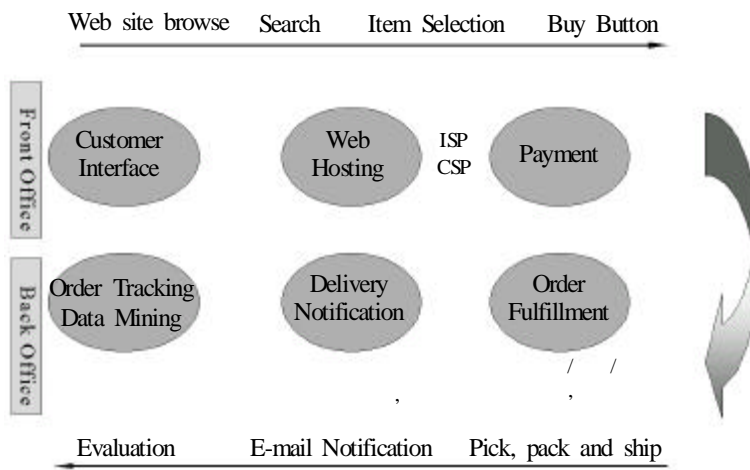 Web site browse Search Item Selection Buy Button
Front Office
Customer
Interface
Web
Hosting
ISP
CSP
Payment
Back Office
Order Tracking
Data Mining
Delivery
Notification
Order
Fulfillment
/ /
, ,
Evaluation E-mail Notification Pick, pack and ship